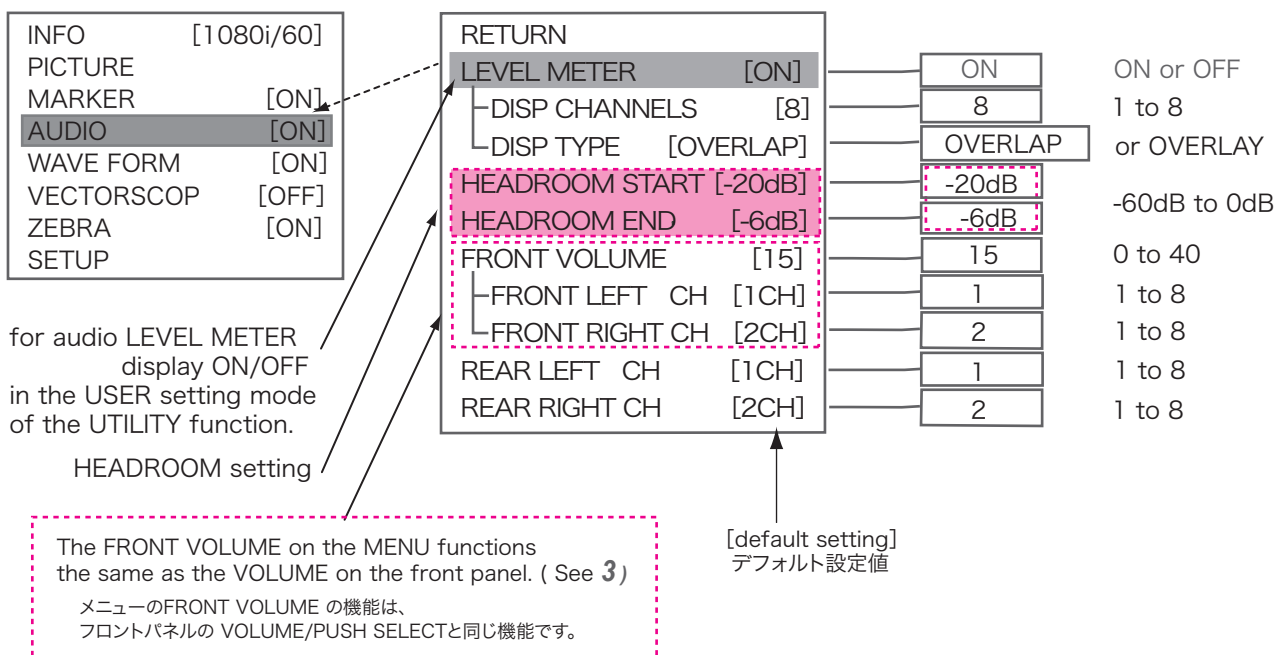 INFO [1080i/60]
PICTURE
MARKER [ON]
AUDIO [ON]
WAVE FORM [ON]
VECTORSCOP [OFF]
ZEBRA [ON]
SETUP
for audio LEVEL METER
display ON/OFF
in the USER setting mode
of the UTILITY function.
HEADROOM setting
RETURN
LEVEL METER [ON]
DISP CHANNELS [8]
DISP TYPE [OVERLAP]
HEADROOM START [-20dB]
HEADROOM END [-6dB]
FRONT VOLUME [15]
FRONT LEFT CH [1CH]
FRONT RIGHT CH [2CH]
REAR LEFT CH [1CH]
REAR RIGHT CH [2CH]
ON ON or OFF
8 1 to 8
OVERLAP or OVERLAY
-20dB
-6dB
-60dB to 0dB
15 0 to 40
1 1 to 8
2 1 to 8
1 1 to 8
2 1 to 8
[default setting]
デフォルト設定値
The FRONT VOLUME on the MENU functions
the same as the VOLUME on the front panel. ( See 3)
メニューのFRONT VOLUME の機能は、
フロントパネルの VOLUME/PUSH SELECTと同じ機能です。